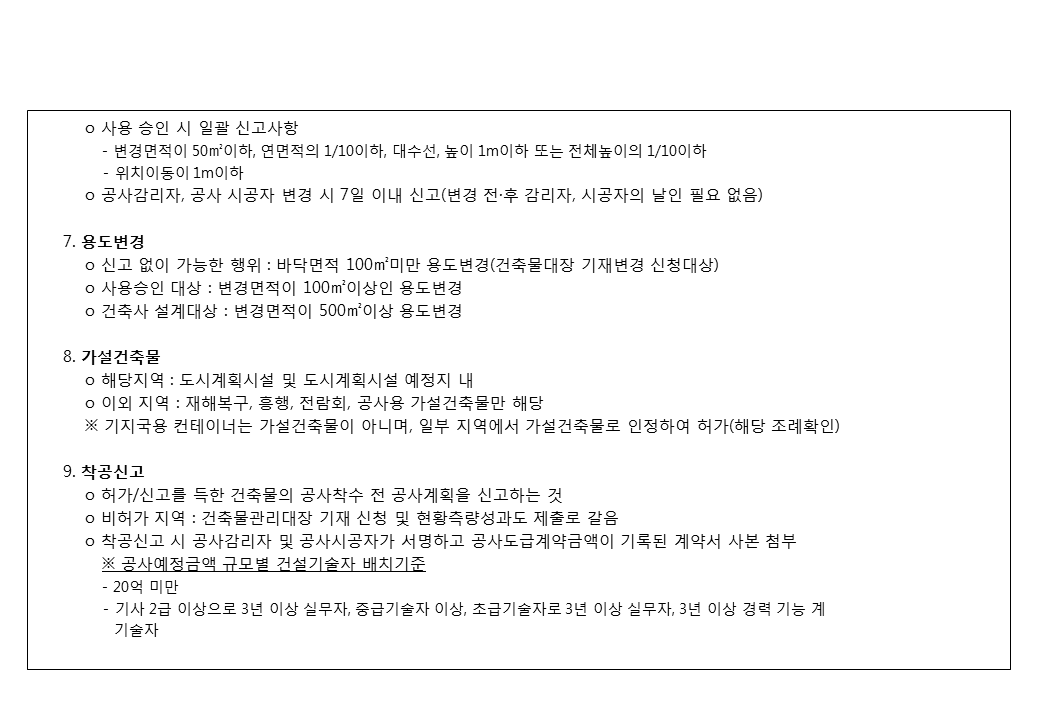 ㅇ 사용 승인 시 일괄 신고사항
- 변경면적이 50㎡이하, 연면적의 1/10이하, 대수선, 높이 1m이하 또는 전체높이의 1/10이하
- 위치이동이 1m이하
ㅇ 공사감리자, 공사 시공자 변경 시 7일 이내 신고(변경 전·후 감리자, 시공자의 날인 필요 없음)
7. 용도변경
ㅇ 신고 없이 가능한 행위 : 바닥면적 100㎡미만 용도변경(건축물대장 기재변경 신청대상)
ㅇ 사용승인 대상 : 변경면적이 100㎡이상인 용도변경
ㅇ 건축사 설계대상 : 변경면적이 500㎡이상 용도변경
8. 가설건축물
ㅇ 해당지역 : 도시계획시설 및 도시계획시설 예정지 내
ㅇ 이외 지역 : 재해복구, 흥행, 전람회, 공사용 가설건축물만 해당
※ 기지국용 컨테이너는 가설건축물이 아니며, 일부 지역에서 가설건축물로 인정하여 허가(해당 조례확인)
9. 착공신고
ㅇ 허가/신고를 득한 건축물의 공사착수 전 공사계획을 신고하는 것
ㅇ 비허가 지역 : 건축물관리대장 기재 신청 및 현황측량성과도 제출로 갈음
ㅇ 착공신고 시 공사감리자 및 공사시공자가 서명하고 공사도급계약금액이 기록된 계약서 사본 첨부
※ 공사예정금액 규모별 건설기술자 배치기준
- 20억 미만
- 기사 2급 이상으로 3년 이상 실무자, 중급기술자 이상, 초급기술자로 3년 이상 실무자, 3년 이상 경력 기능 계
기술자